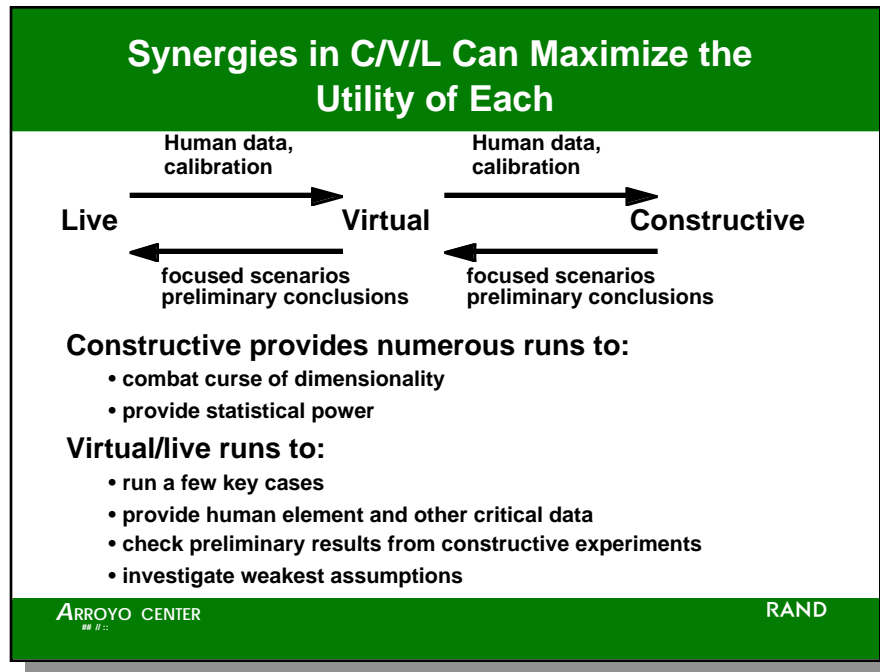 Synergies in C/V/L Can Maximize the
Utility of Each
Human data,
calibration
Human data,
calibration
Live
Virtual
Constructive
focused scenarios
preliminary conclusions
focused scenarios
preliminary conclusions
Constructive provides numerous runs to:
• combat curse of dimensionality
• provide statistical power
Virtual/live runs to:
• run a few key cases
• provide human element and other critical data
• check preliminary results from constructive experiments
• investigate weakest assumptions
ARROYO CENTER
## // ::
RAND